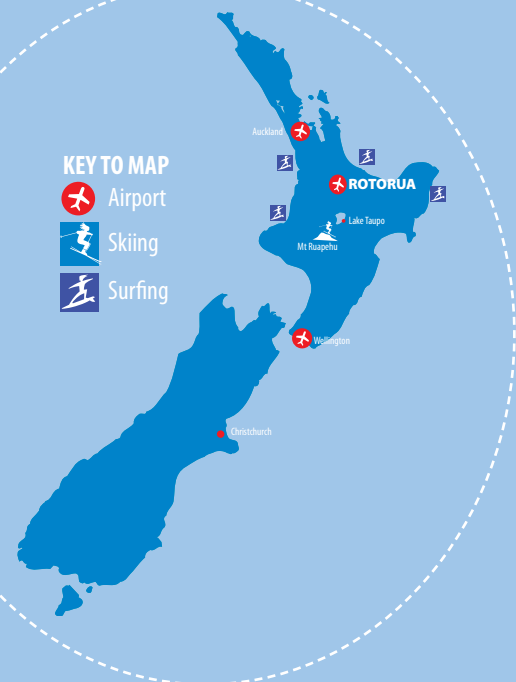 Auckland
KEY TO MAP
Airport
ROTORUA
Lake Taupo
Skiing
Mt Ruapehu
Surfing
Wellington
Christchurch